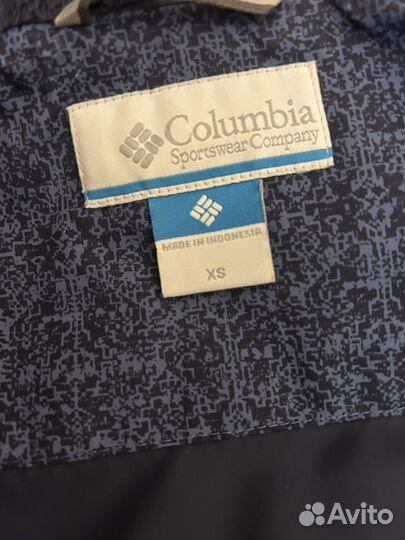 Columbia
Sportswear Company
MADE IN INDONESIA
XS
Avito